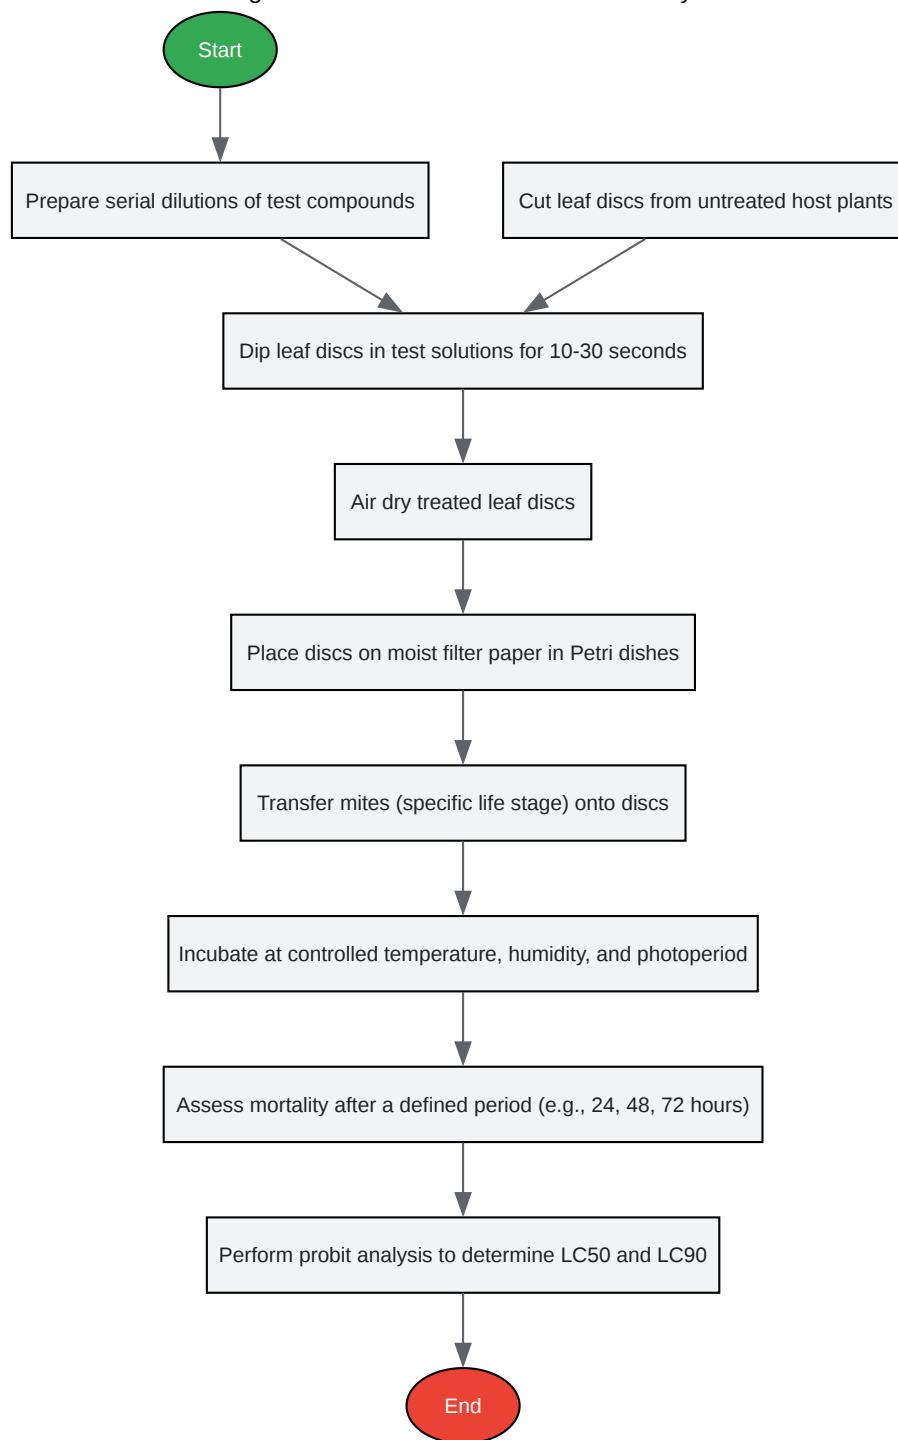 Start
Prepare serial dilutions of test compounds
Cut leaf discs from untreated host plants
Dip leaf discs in test solutions for 10-30 seconds
Air dry treated leaf discs
Place discs on moist filter paper in Petri dishes
Transfer mites (specific life stage) onto discs
Incubate at controlled temperature, humidity, and photoperiod
Assess mortality after a defined period (e.g., 24, 48, 72 hours)
Perform probit analysis to determine LC50 and LC90
End